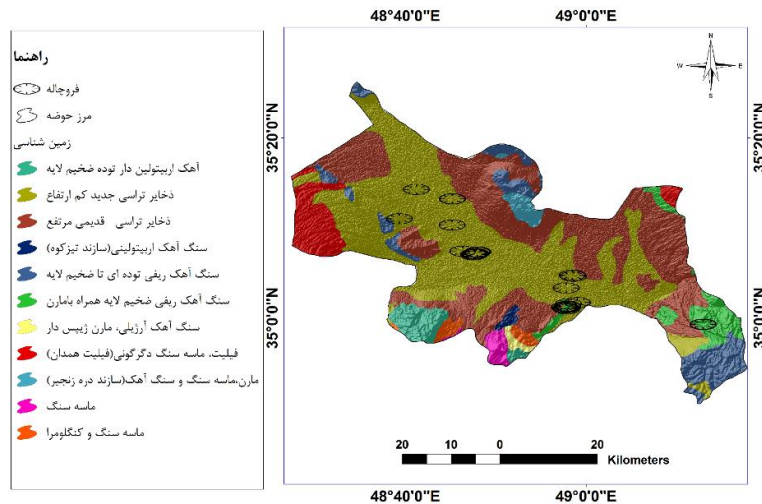 راهنما
فروچاله
مرز حوضه
زمین شناسی
آهک اربیتولین دار توده ضخیم لایه
ذخایر تراسی جدید کم ارتفاع
ذخایر تراسی قدیمی مرتفع
سنگ آهک اربیتولینی(سازند تیزکوه)
سنگ آهک ریفی توده ای تا ضخیم لایه
سنگ آهک ریفی ضخیم لایه همراه بامارن
سنگ آهک آرژیلی، مارن ژیپس دار
فیلیت، ماسه سنگ دگرگونی(فیلیت همدان)
مارن،ماسه سنگ و سنگ آهک(سازند دره زنجیر)
ماسه سنگ
ماسه سنگ و کنگلومرا
48°40'0"E 49°0'0"E
N
W E
S
35°20'0"N 35°20'0"N
35°0'0"N 35°0'0"N
20 10 0 20
Kilometers
48°40'0"E 49°0'0"E